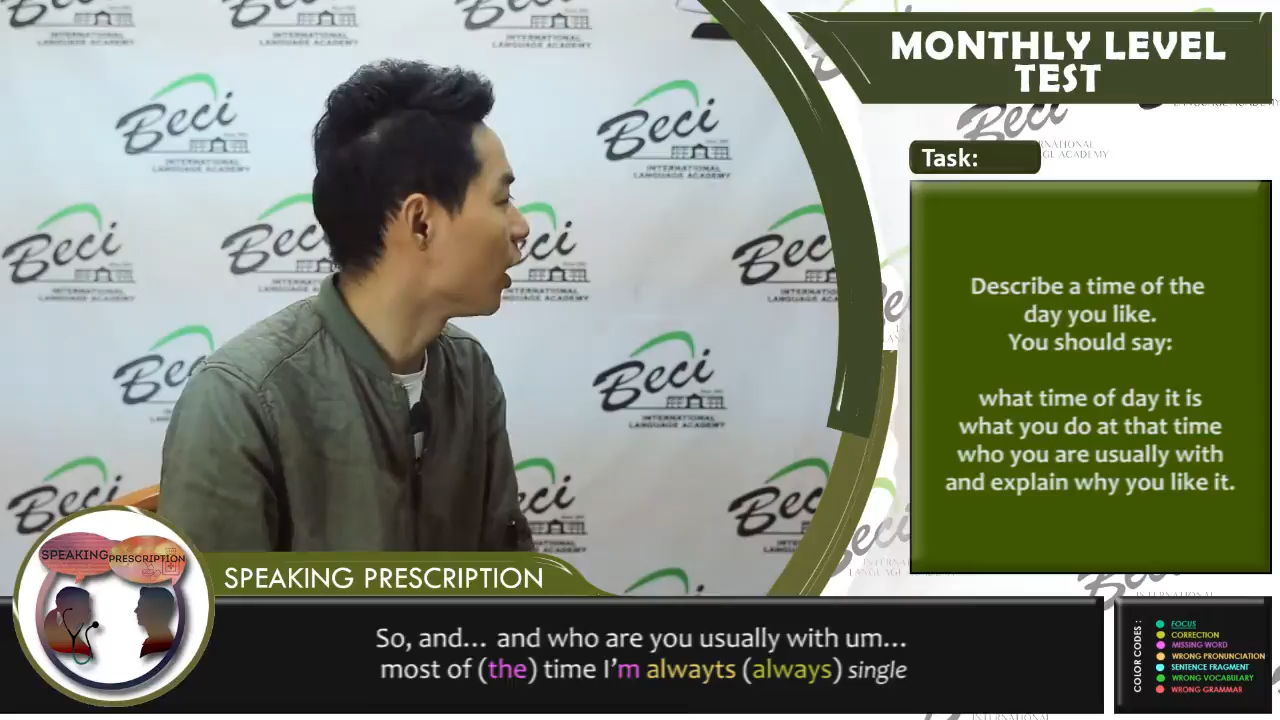 MONTHLY LEVEL
TEST
Task:
Describe a time of the
day you like.
You should say:
what time of day it is
what you do at that time
who you are usually with
and explain why you like it.
Beci
INTERNATIONAL
LANGUAGE ACADEMY
SPEAKING PRESCRIPTION
SPEAKING PRESCRIPTION
So, and... and who are you usually with um...
most of (the) time I'm alwayts (always) single
COLOR CODES :
FOCUS
CORRECTION
MISSING WORD
WRONG PRONUNCIATION
SENTENCE FRAGMENT
WRONG VOCABULARY
WRONG GRAMMAR